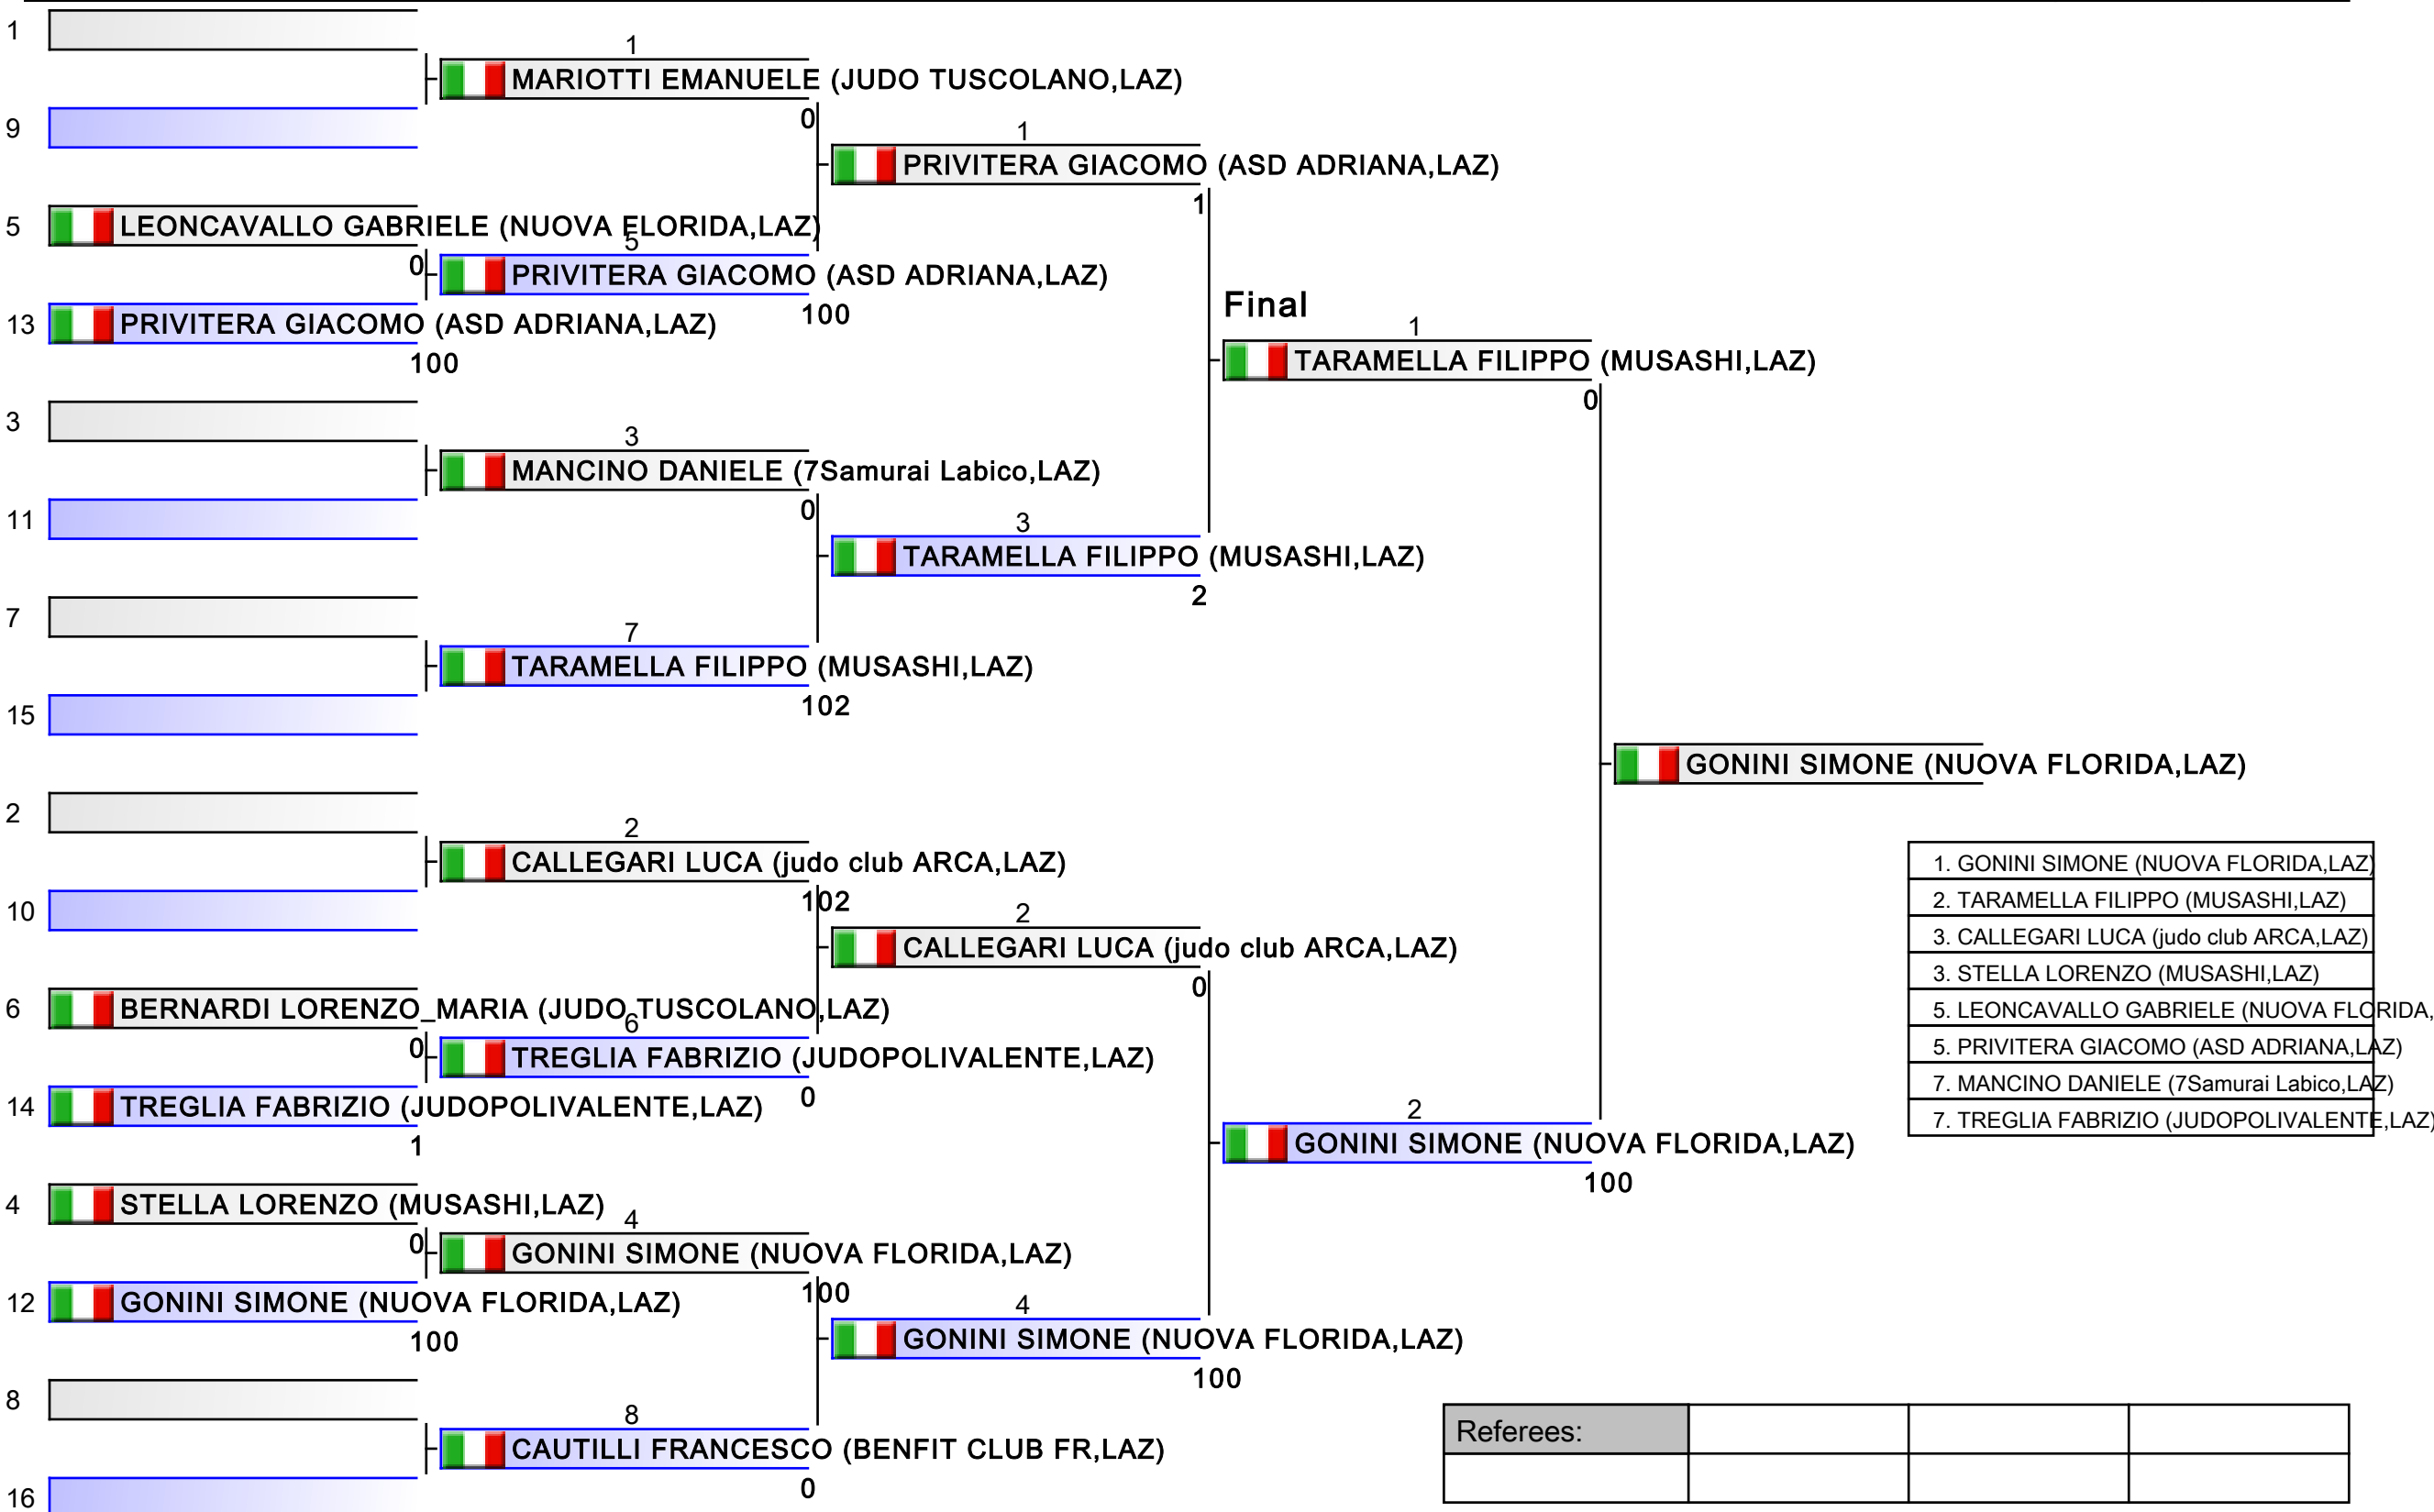 1
1
MARIOTTI EMANUELE (JUDO TUSCOLANO,LAZ)
0
9
1
PRIVITERA GIACOMO (ASD ADRIANA,LAZ)
1
5 LEONCAVALLO GABRIELE (NUOVA FLORIDA,LAZ)
0
5
PRIVITERA GIACOMO (ASD ADRIANA,LAZ)
100
13 PRIVITERA GIACOMO (ASD ADRIANA,LAZ)
100
Final
1
TARAMELLA FILIPPO (MUSASHI,LAZ)
0
3
3
MANCINO DANIELE (7Samurai Labico,LAZ)
0
11
3
TARAMELLA FILIPPO (MUSASHI,LAZ)
2
7
7
TARAMELLA FILIPPO (MUSASHI,LAZ)
102
15
GONINI SIMONE (NUOVA FLORIDA,LAZ)
2
2
CALLEGARI LUCA (judo club ARCA,LAZ)
102
10
2
CALLEGARI LUCA (judo club ARCA,LAZ)
0
6 BERNARDI LORENZO_MARIA (JUDO TUSCOLANO,LAZ)
0
6
TREGLIA FABRIZIO (JUDOPOLIVALENTE,LAZ)
0
14 TREGLIA FABRIZIO (JUDOPOLIVALENTE,LAZ)
1
2
GONINI SIMONE (NUOVA FLORIDA,LAZ)
100
4 STELLA LORENZO (MUSASHI,LAZ)
0
4
GONINI SIMONE (NUOVA FLORIDA,LAZ)
100
12 GONINI SIMONE (NUOVA FLORIDA,LAZ)
100
4
GONINI SIMONE (NUOVA FLORIDA,LAZ)
100
8
8
CAUTILLI FRANCESCO (BENFIT CLUB FR,LAZ)
0
16
1. GONINI SIMONE (NUOVA FLORIDA,LAZ)
2. TARAMELLA FILIPPO (MUSASHI,LAZ)
3. CALLEGARI LUCA (judo club ARCA,LAZ)
3. STELLA LORENZO (MUSASHI,LAZ)
5. LEONCAVALLO GABRIELE (NUOVA FLORIDA,
5. PRIVITERA GIACOMO (ASD ADRIANA,LAZ)
7. MANCINO DANIELE (7Samurai Labico,LAZ)
7. TREGLIA FABRIZIO (JUDOPOLIVALENTE,LAZ)
Referees: